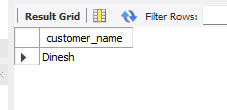 Result Grid Filter Rows:
customer_name
Dinesh